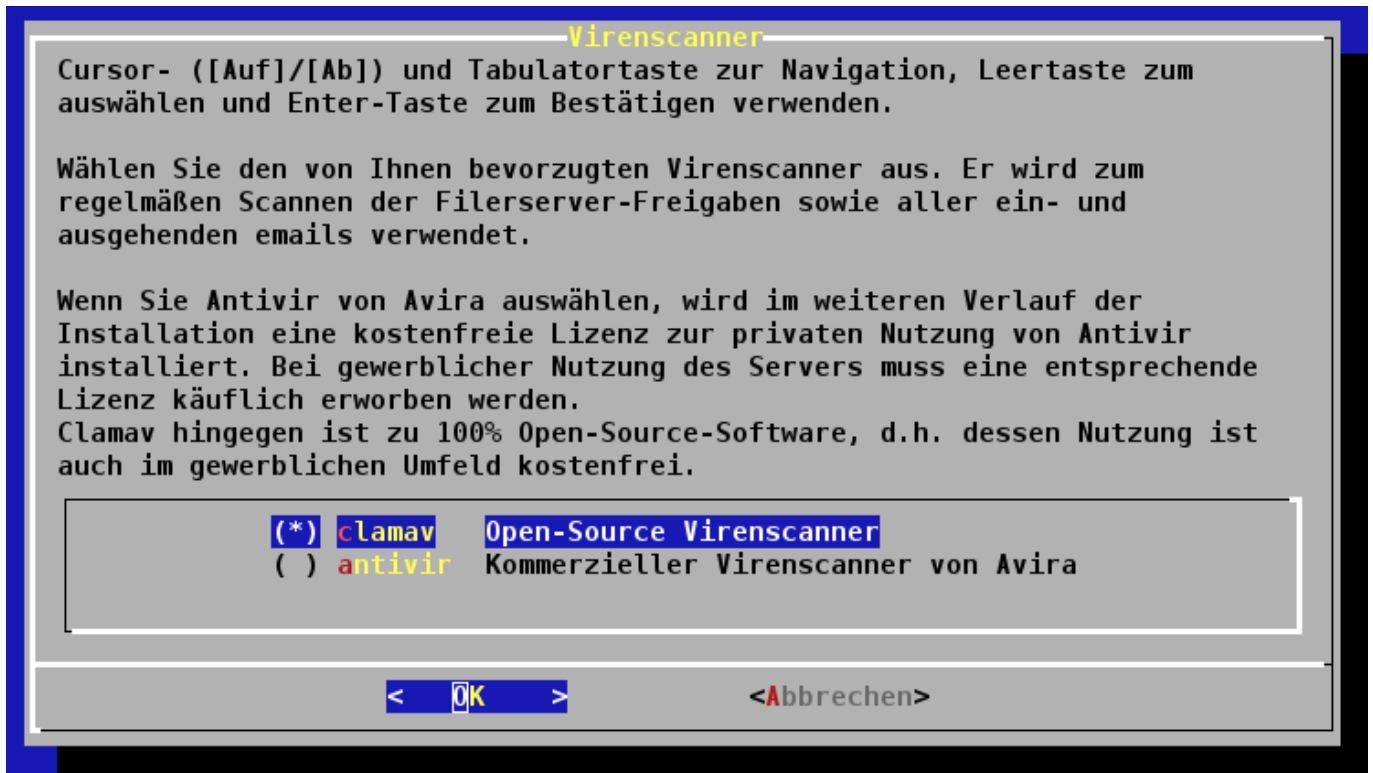 Virenscanner
Cursor- ([Auf]/[Ab]) und Tabulatortaste zur Navigation, Leertaste zum
auswählen und Enter-Taste zum Bestätigen verwenden.
Wählen Sie den von Ihnen bevorzugten Virenscanner aus. Er wird zum
regelmäßen Scannen der Filerserver-Freigaben sowie aller ein- und
ausgehenden emails verwendet.
Wenn Sie Antivir von Avira auswählen, wird im weiteren Verlauf der
Installation eine kostenfreie Lizenz zur privaten Nutzung von Antivir
installiert. Bei gewerblicher Nutzung des Servers muss eine entsprechende
Lizenz käuflich erworben werden.
Clamav hingegen ist zu 100% Open-Source-Software, d.h. dessen Nutzung ist
auch im gewerblichen Umfeld kostenfrei.
(*) clamav Open-Source Virenscanner
( ) antivir Kommerzieller Virenscanner von Avira
< OK > <Abbrechen>